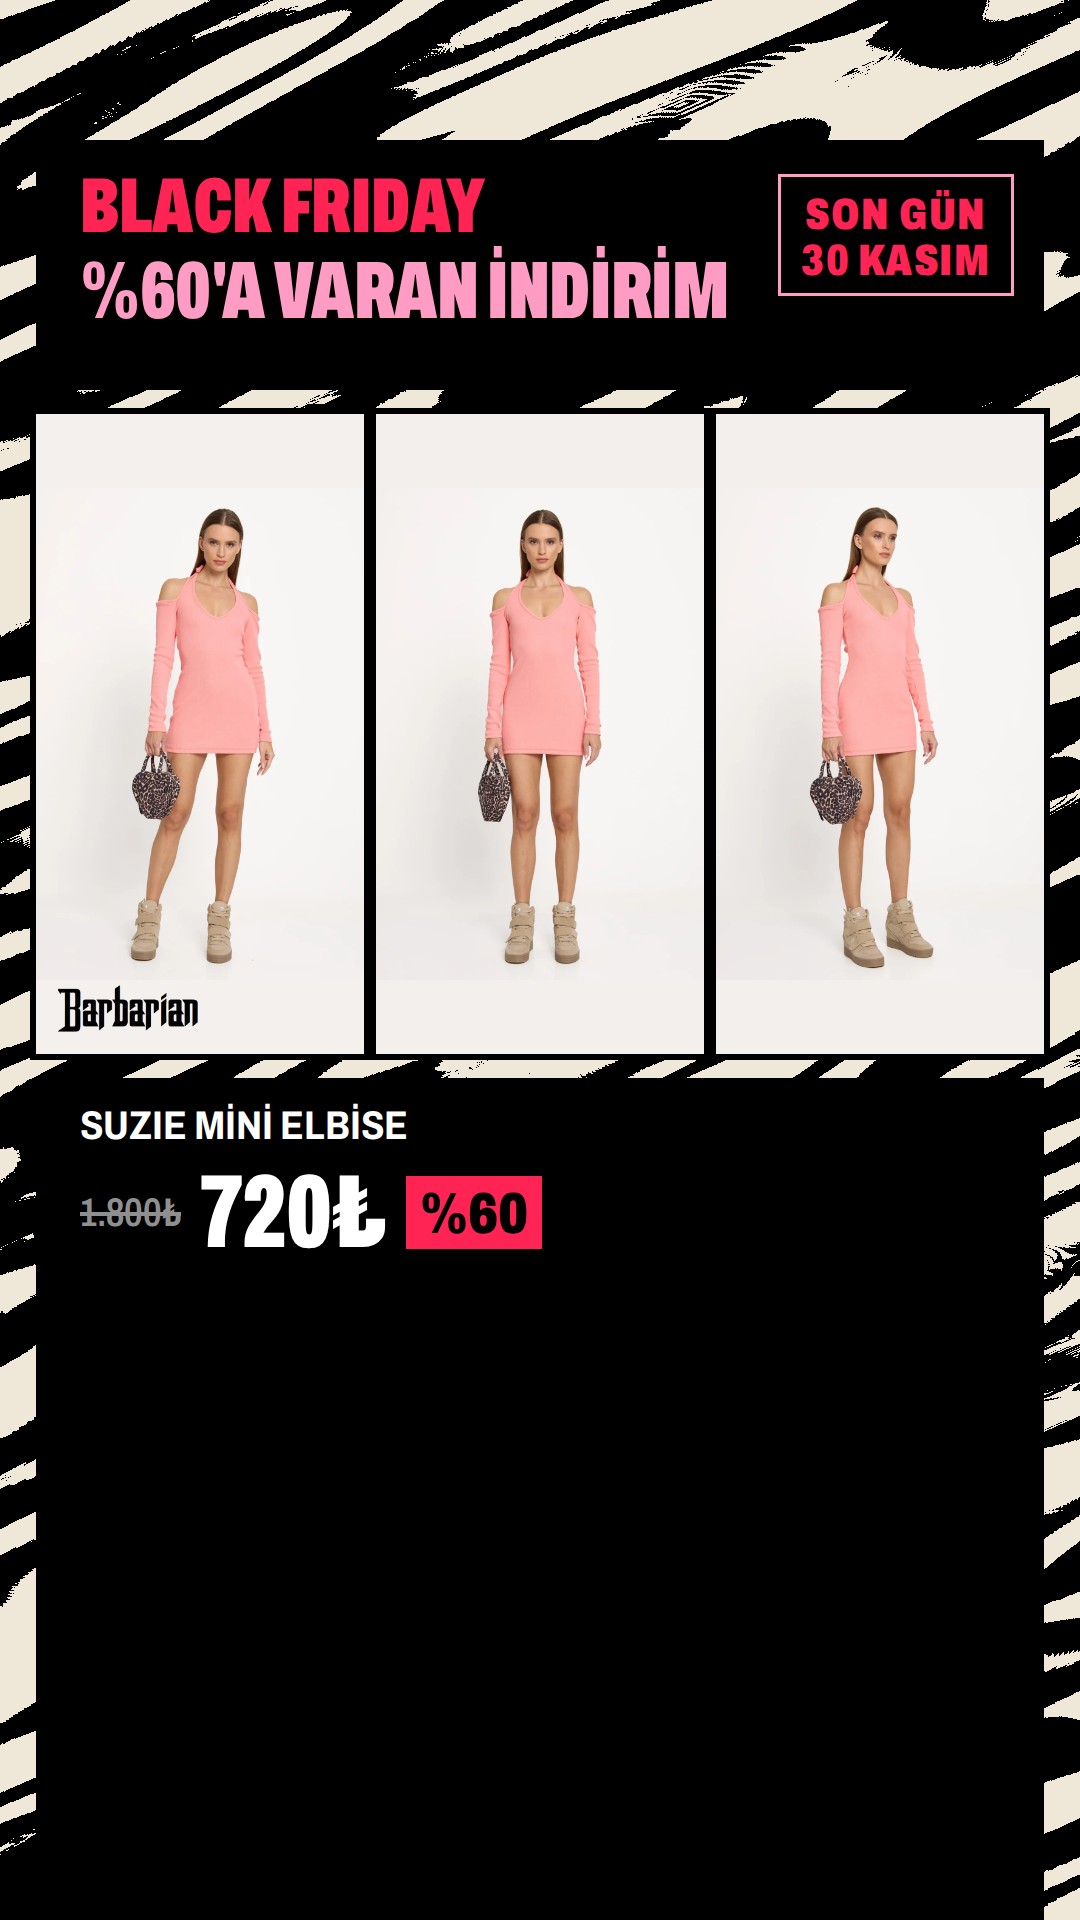 BLACK FRIDAY
%60'A VARAN İNDİRİM
SON GÜN
30 KASIM
Barbarian
SUZIE MİNİ ELBİSE
1.800₺ 720₺ %60